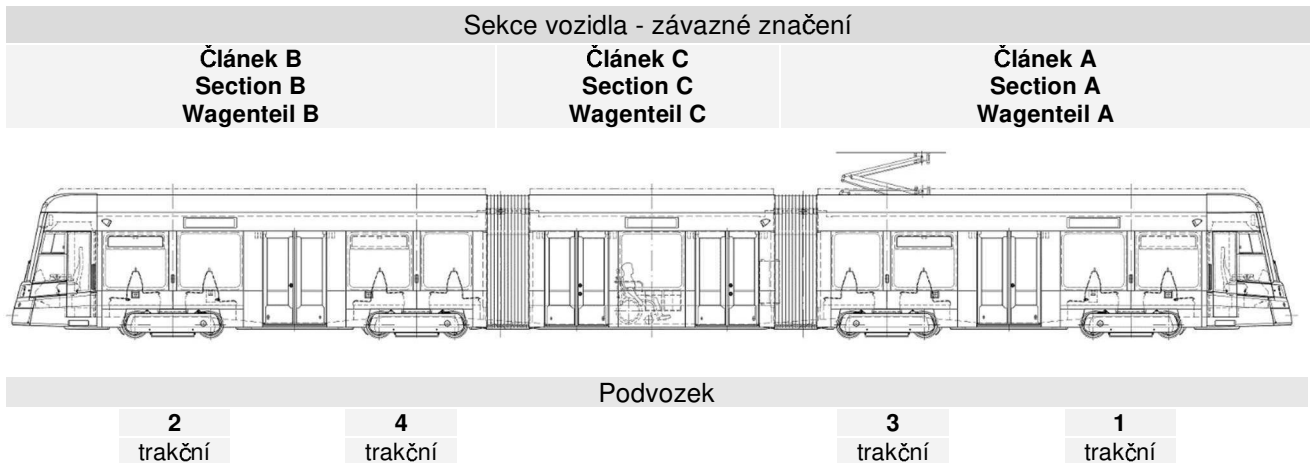 Sekce vozidla - závazné značení
Článek B
Section B
Wagenteil B
Článek C
Section C
Wagenteil C
Článek A
Section A
Wagenteil A
Podvozek
2 4 3 1
trakční trakční trakční trakční